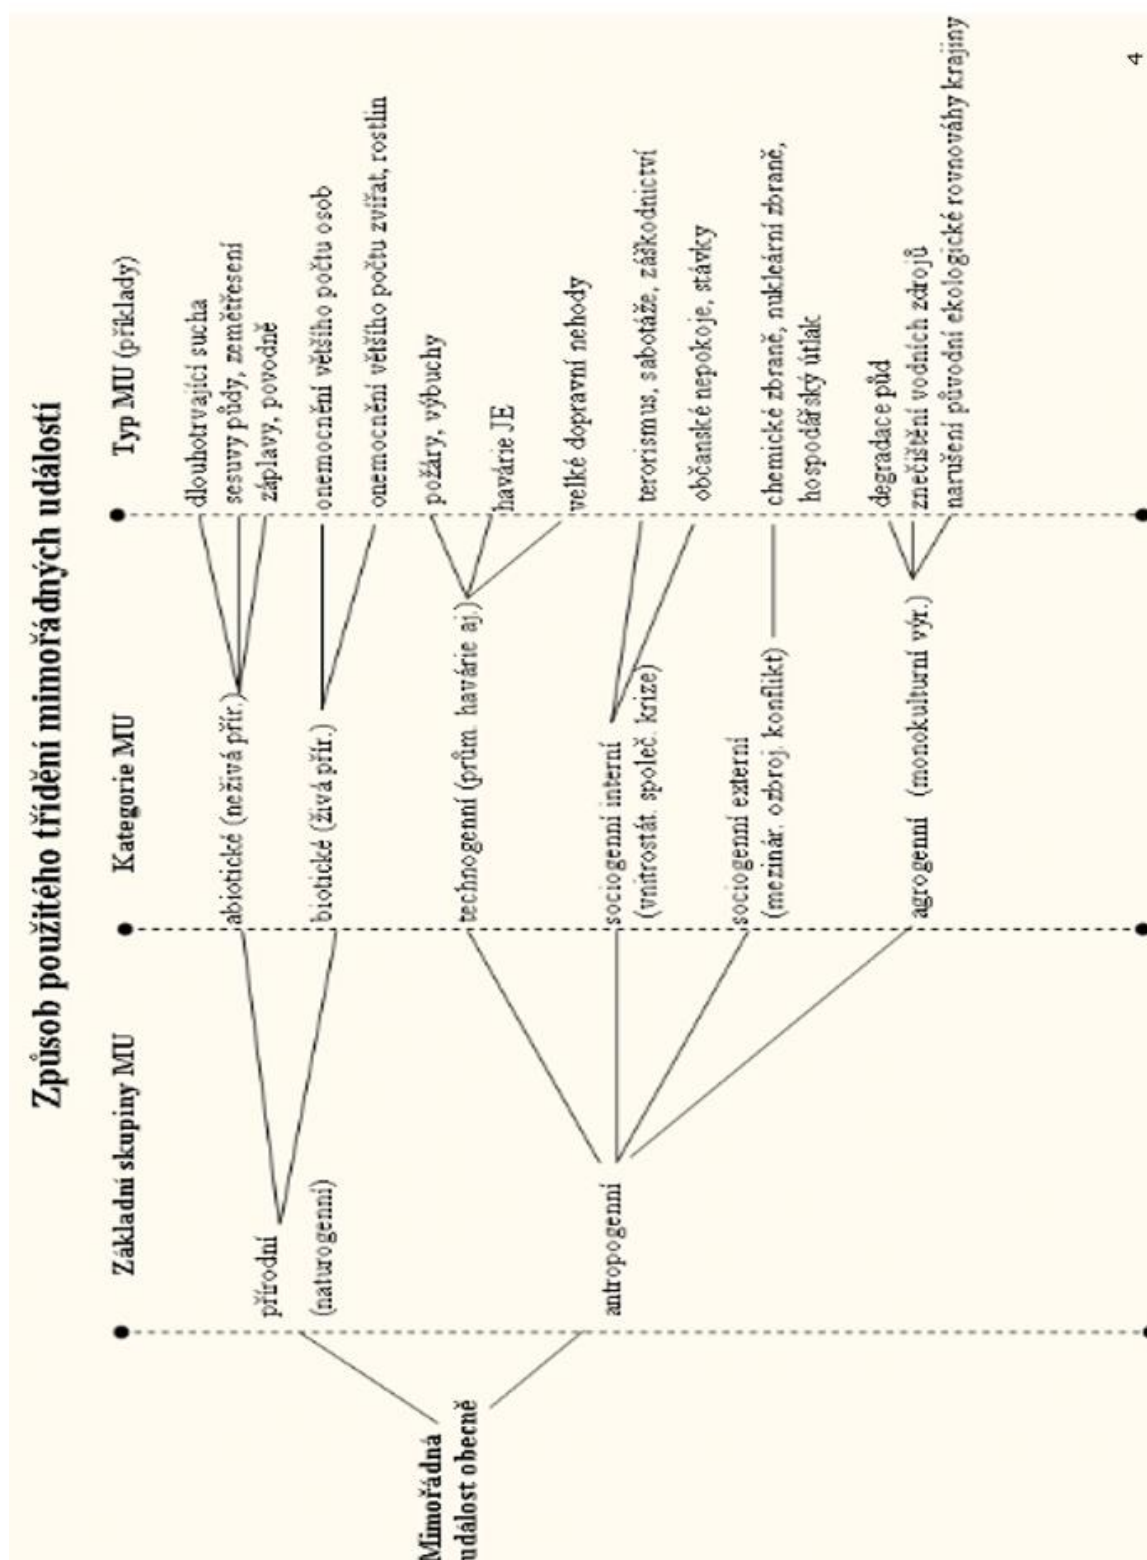 Způsob použitého třídění mimořádných událostí
Základní skupiny MU
Kategorie MU
Typ MU (příklady)
Mimořádná
událost obecně
přírodní
(naturogenní)
abiotické (neživá přír.)
dlouhotrvající sucha
sesuvy půdy, zemětřesení
záplavy, povodně
biotické (živá přír.)
onemocnění většího počtu osob
onemocnění většího počtu zvířat, rostlin
antropogenní
technogenní (prům. havárie aj.)
požáry, výbuchy
havárie JE
velké dopravní nehody
sociogenní interní
(vnitrostát. společ. krize)
terorismus, sabotáže, záškodnictví
občanské nepokoje, stávky
sociogenní externí
(mezinár. ozbroj. konflikt)
chemické zbraně, nukleární zbraně,
hospodářský útlak
agrogenní (monokulturní výr.)
degradace půd
znečištění vodních zdrojů
narušení původní ekologické rovnováhy krajiny
4